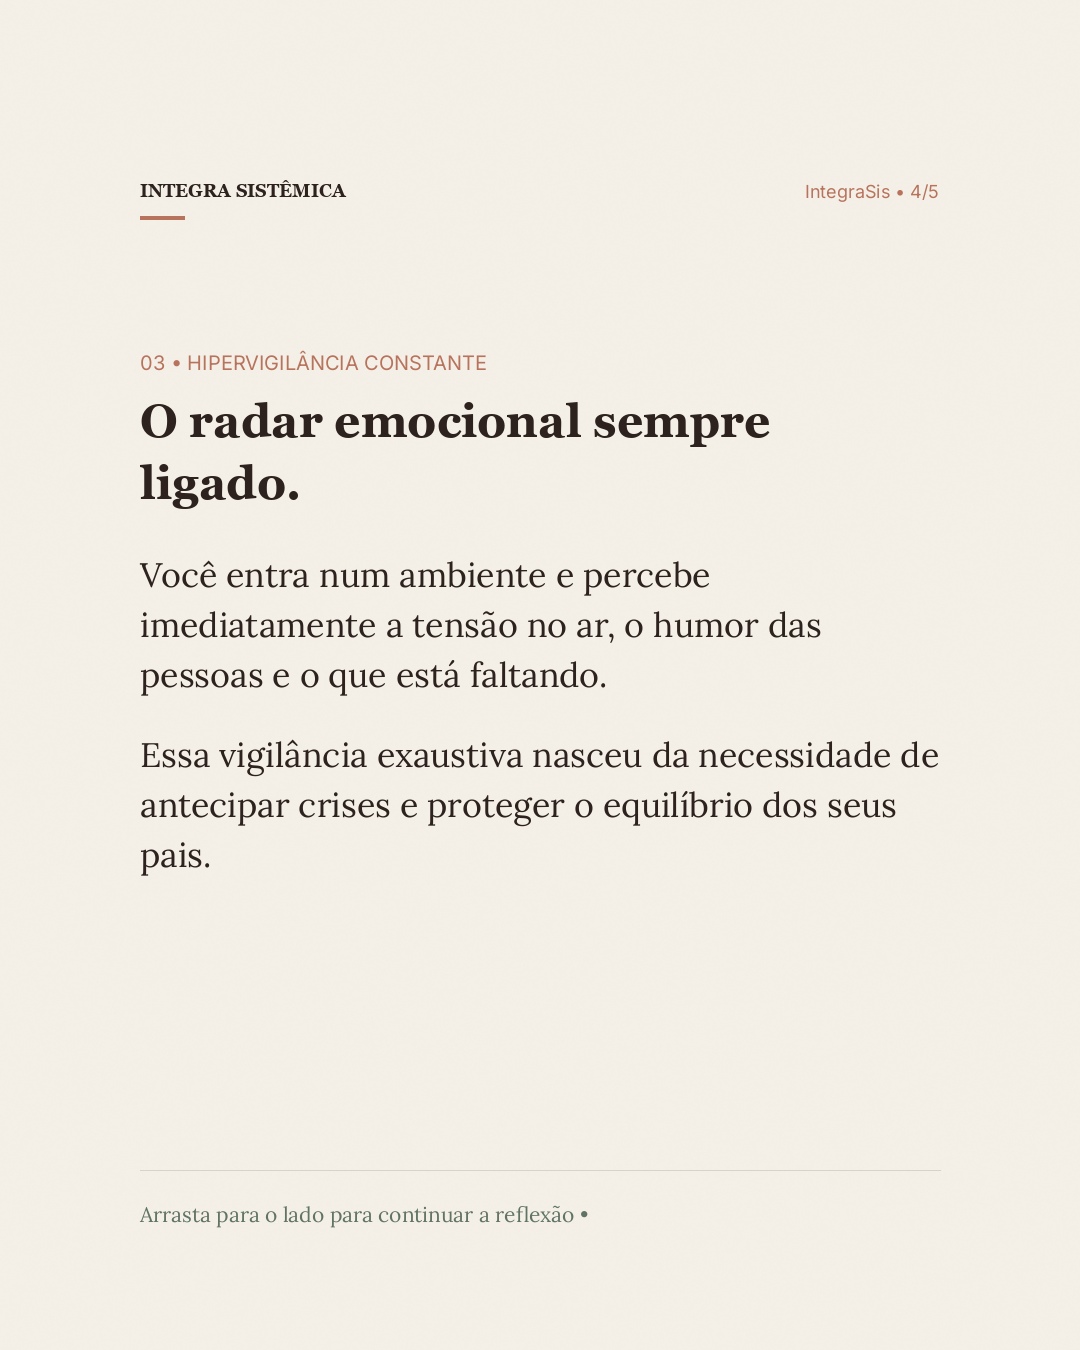 INTEGRA SISTÊMICA
IntegraSis • 4/5
03 • HIPERVIGILÂNCIA CONSTANTE
O radar emocional sempre
ligado.
Você entra num ambiente e percebe
imediatamente a tensão no ar, o humor das
pessoas e o que está faltando.
Essa vigilância exaustiva nasceu da necessidade de
antecipar crises e proteger o equilíbrio dos seus
pais.
Arrasta para o lado para continuar a reflexão •